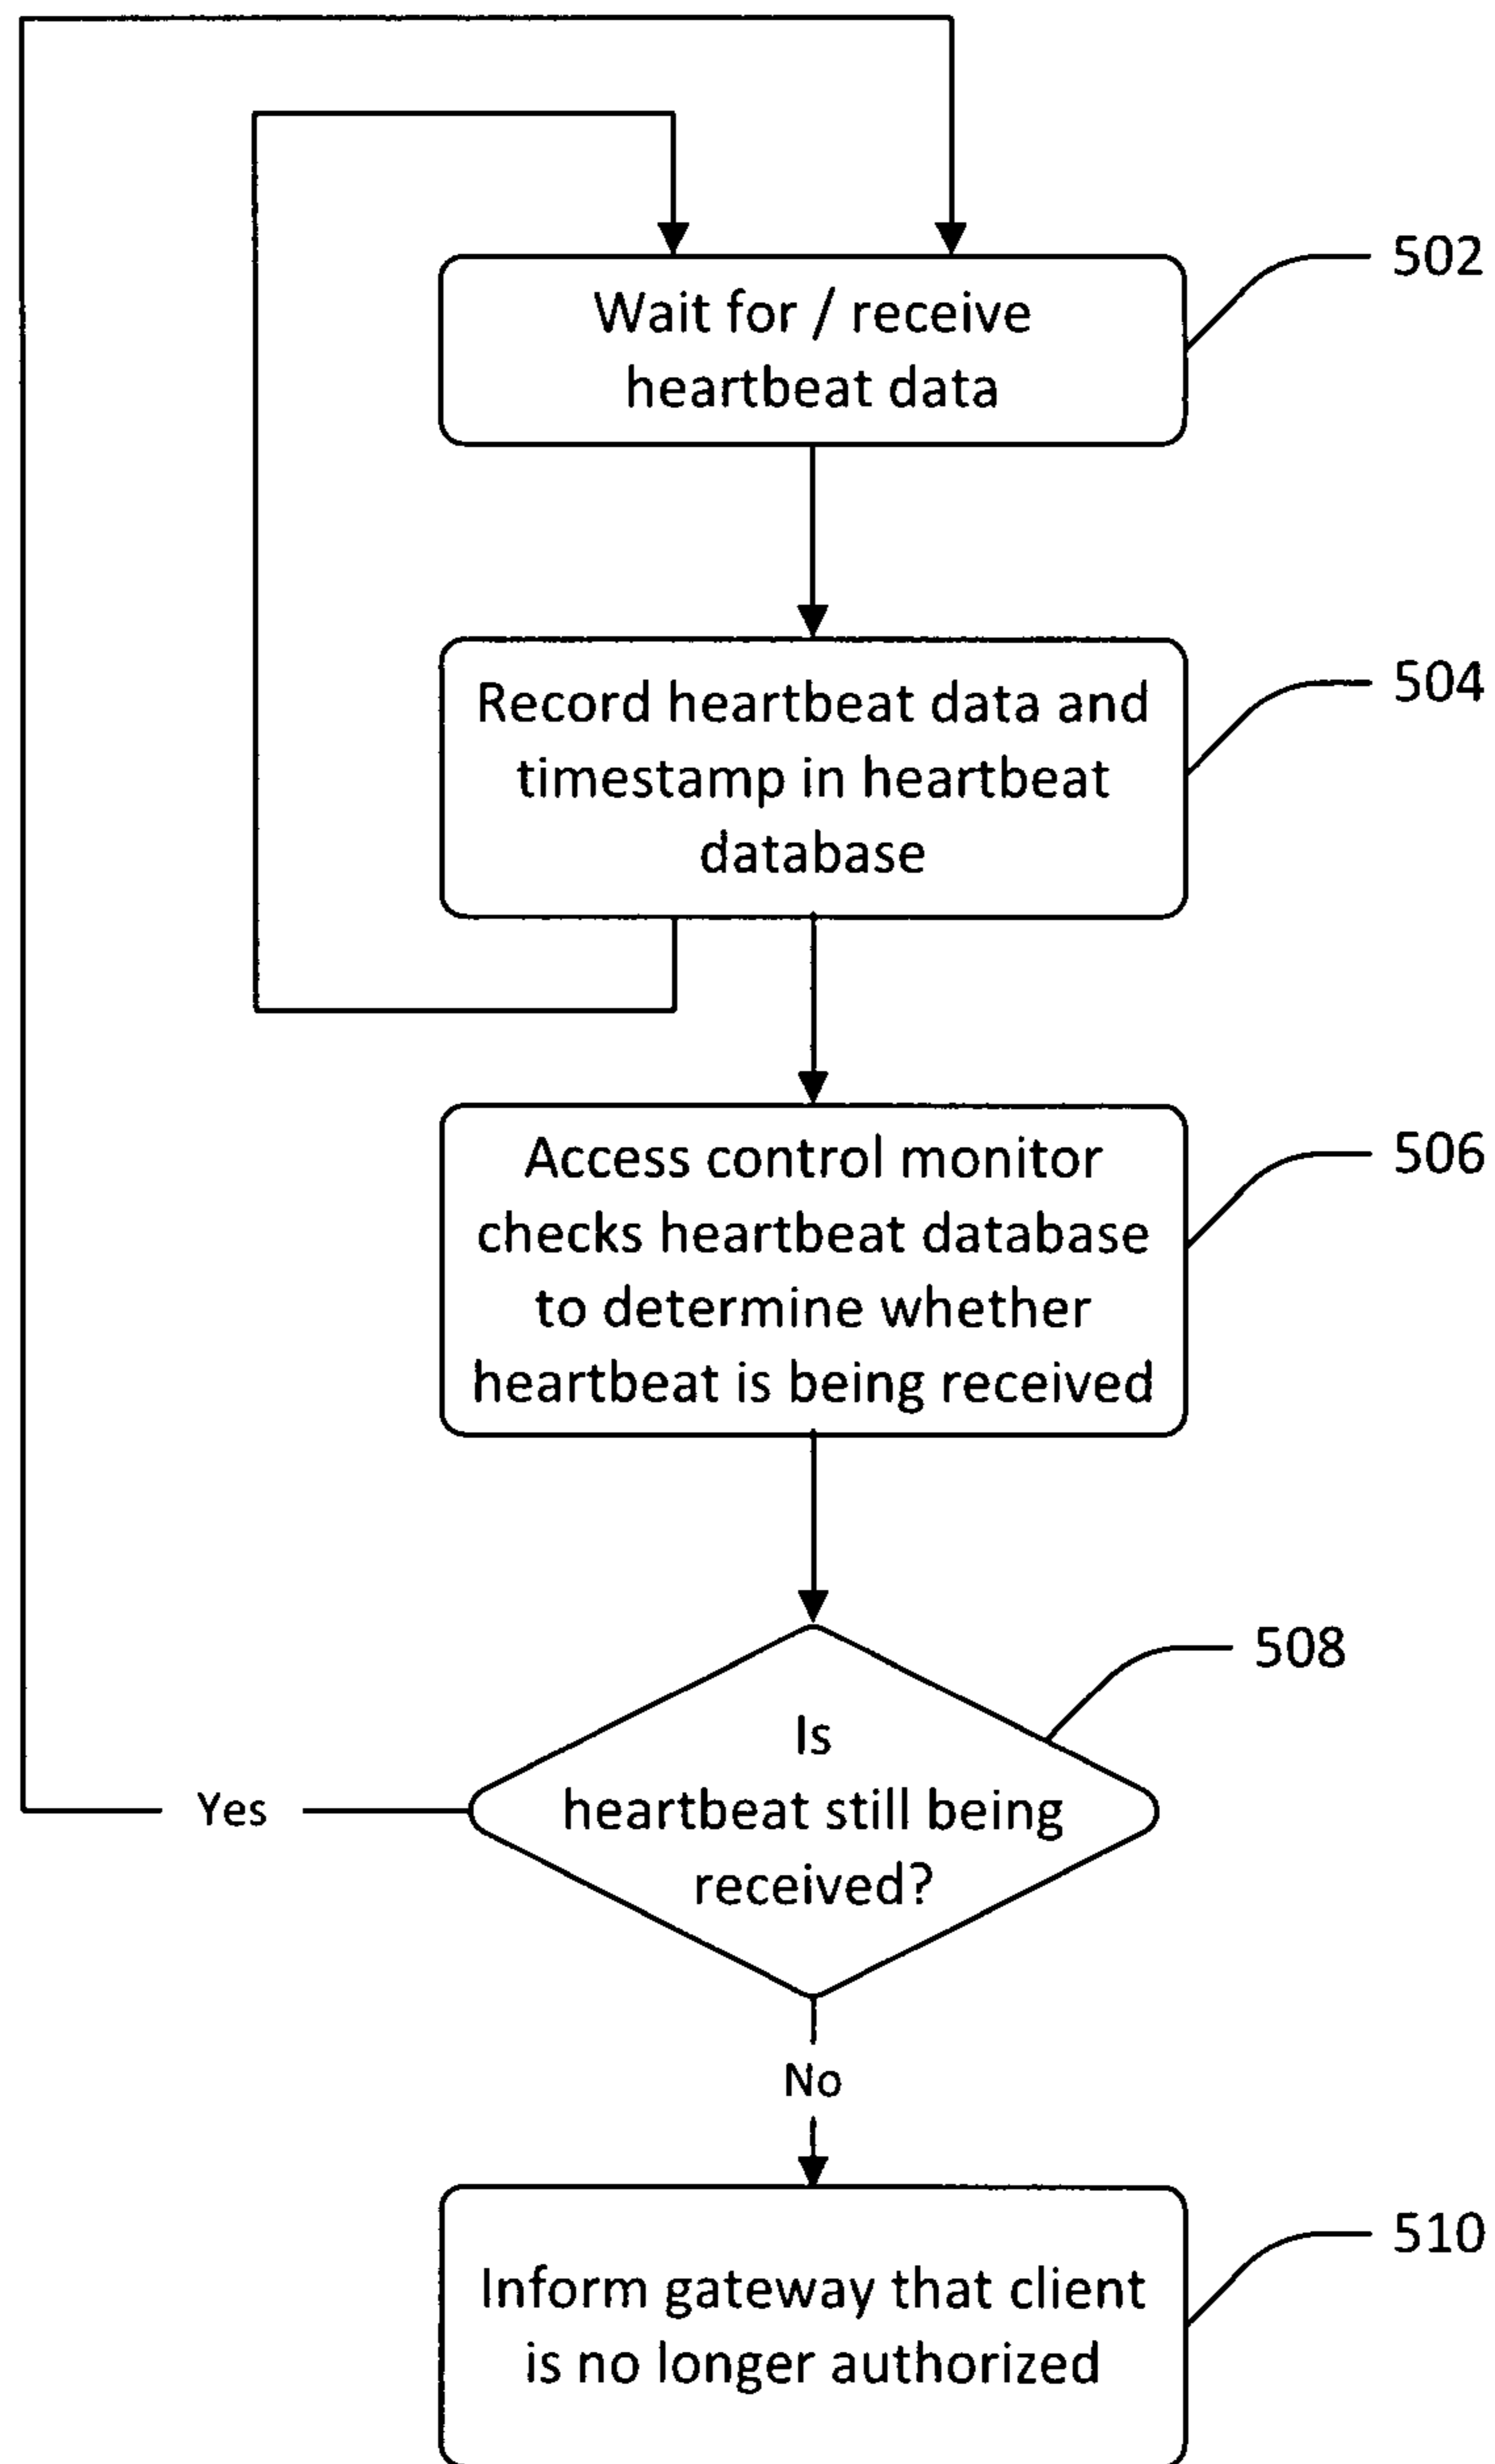 Wait for / receive
heartbeat data
502
Record heartbeat data and
timestamp in heartbeat
database
504
Access control monitor
checks heartbeat database
to determine whether
heartbeat is being received
506
Is
heartbeat still being
received?
508
Yes
No
Inform gateway that client
is no longer authorized
510